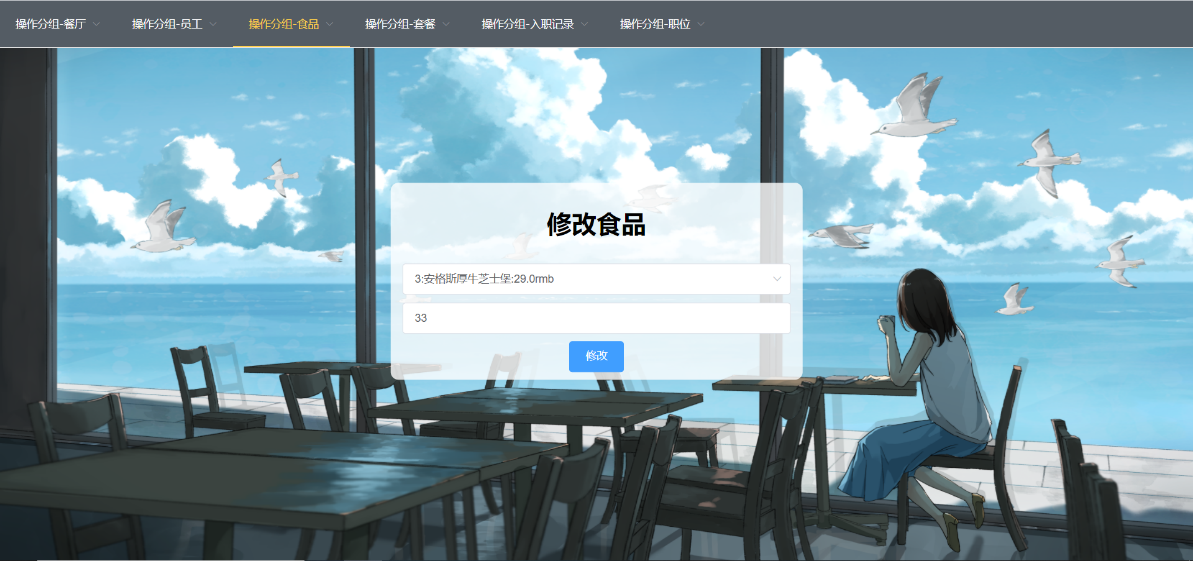 操作分组-餐厅 操作分组-员工 操作分组-食品 操作分组-套餐 操作分组-入职记录 操作分组-职位
修改食品
3:安格斯厚牛芝士堡:29.0rmb
33
修改